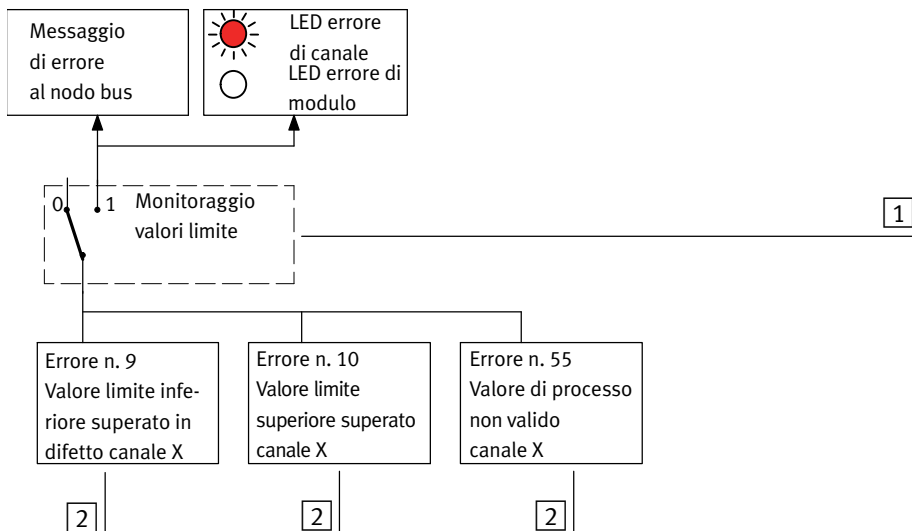 Messaggio
di errore
al nodo bus
LED errore
di canale
LED errore di
modulo
0
1
Monitoraggio
valori limite
1
Errore n. 9
Valore limite infe-
riore superato in
difetto canale X
Errore n. 10
Valore limite
superiore superato
canale X
Errore n. 55
Valore di processo
non valido
canale X
2
2
2